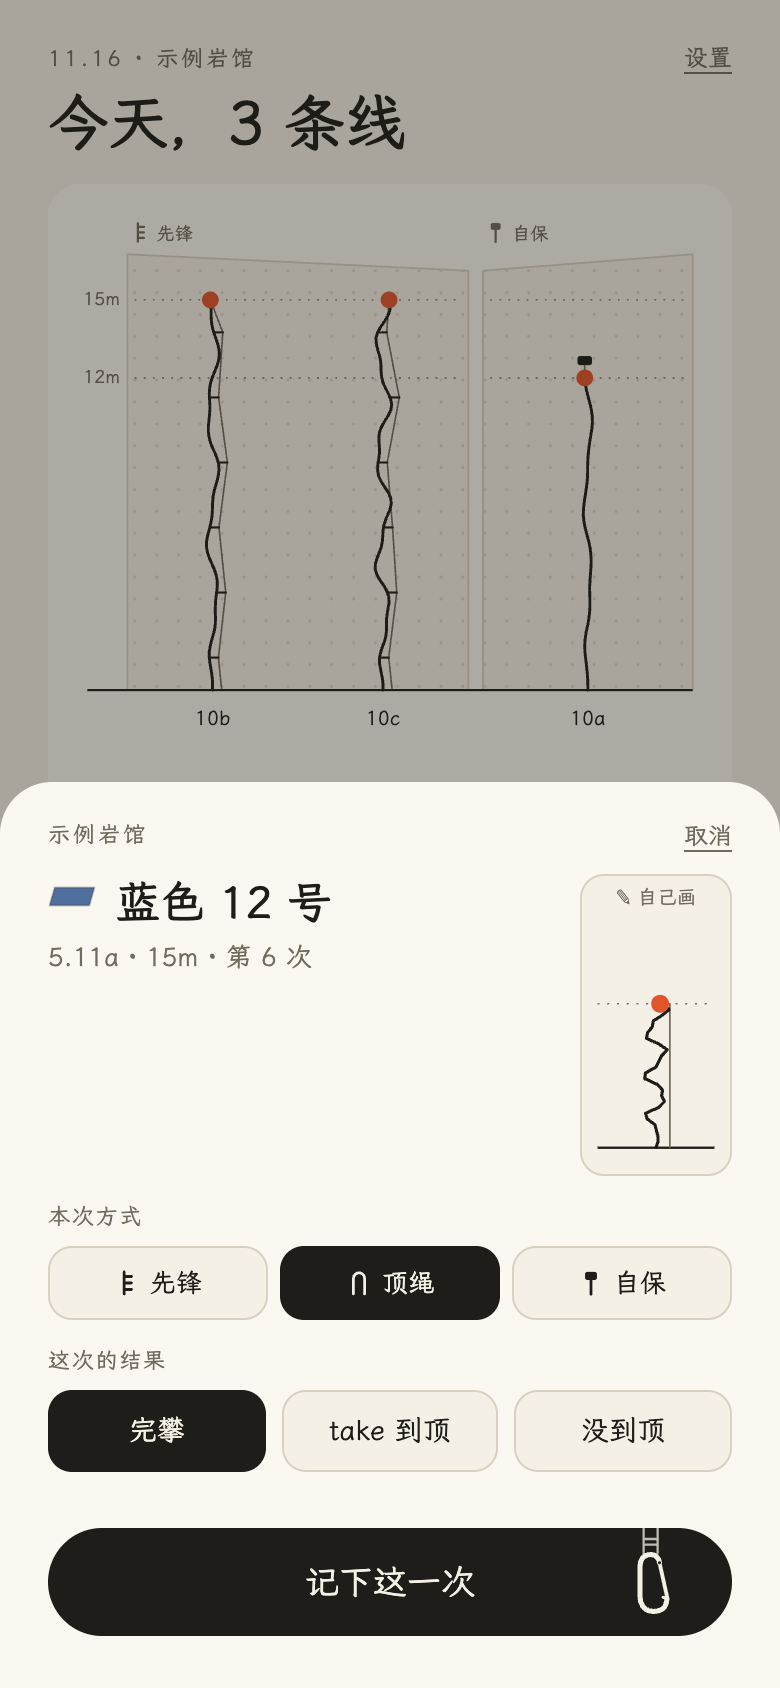 11.16 · 示例岩馆
设置
今天，3 条线
先锋
自保
15m
12m
10b
10c
10a
示例岩馆
取消
蓝色 12 号
5.11a · 15m · 第 6 次
✎ 自己画
本次方式
先锋
顶绳
自保
这次的结果
完攀
take 到顶
没到顶
记下这一次